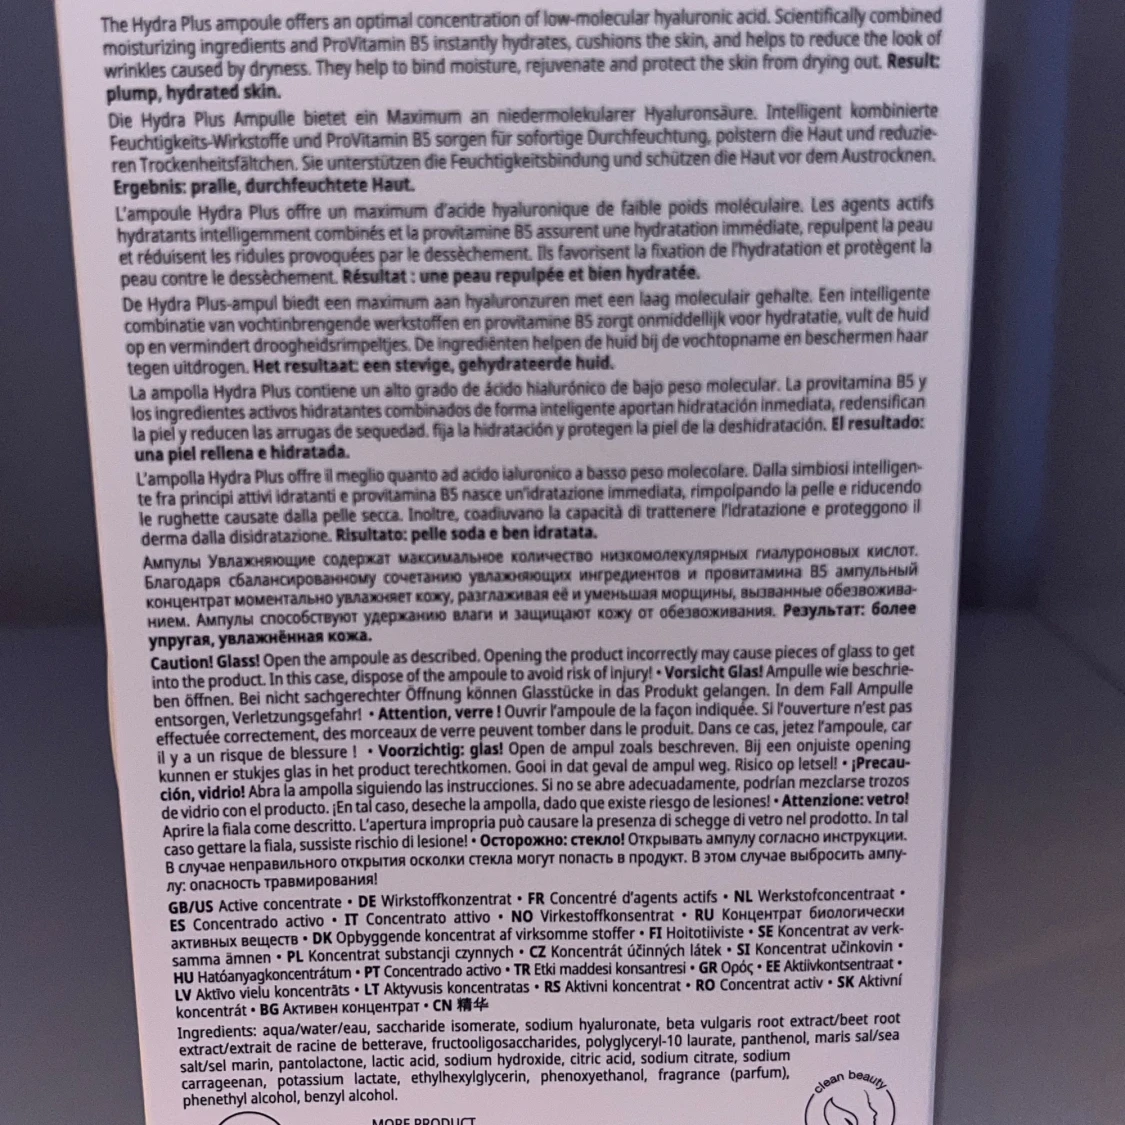 The Hydra Plus ampoule offers an optimal concentration of low-molecular hyaluronic acid. Scientifically combined
moisturizing ingredients and ProVitamin B5 instantly hydrates, cushions the skin, and helps to reduce the look of
wrinkles caused by dryness. They help to bind moisture, rejuvenate and protect the skin from drying out. Result:
plump, hydrated skin.
Die Hydra Plus Ampulle bietet ein Maximum an niedermolekularer Hyaluronsäure. Intelligent kombinierte
Feuchtigkeits-Wirkstoffe und ProVitamin B5 sorgen für sofortige Durchfeuchtung, polstern die Haut und reduzie-
ren Trockenheitsfältchen. Sie unterstützen die Feuchtigkeitsbindung und schützen die Haut vor dem Austrocknen.
Ergebnis: pralle, durchfeuchtete Haut.
L'ampoule Hydra Plus offre un maximum d'acide hyaluronique de faible poids moléculaire. Les agents actifs
hydratants intelligemment combinés et la provitamine B5 assurent une hydratation immédiate, repulpent la peau
et réduisent les ridules provoquées par le dessèchement. Ils favorisent la fixation de l'hydratation et protègent la
peau contre le dessèchement. Résultat : une peau repulpée et bien hydratée.
De Hydra Plus-ampul biedt een maximum aan hyaluronzuren met een laag moleculair gehalte. Een intelligente
combinatie van vochtinbrengende werkstoffen en provitamine B5 zorgt onmiddellijk voor hydratatie, vult de huid
op en vermindert droogheidsrimpeltjes. De ingrediënten helpen de huid bij de vochtopname en beschermen haar
tegen uitdrogen. Het resultaat: een stevige, gehydrateerde huid.
La ampolla Hydra Plus contiene un alto grado de ácido hialurónico de bajo peso molecular. La provitamina B5 y
los ingredientes activos hidratantes combinados de forma inteligente aportan hidratación inmediata, redensifican
la piel y reducen las arrugas de sequedad. fija la hidratación y protegen la piel de la deshidratación. El resultado:
una piel rellena e hidratada.
L'ampolla Hydra Plus offre il meglio quanto ad acido ialuronico a basso peso molecolare. Dalla simbiosi intelligen-
te fra principi attivi idratanti e provitamina B5 nasce un'idratazione immediata, rimpolpando la pelle e riducendo
le rughette causate dalla pelle secca. Inoltre, coadiuvano la capacità di trattenere l'idratazione e proteggono il
derma dalla disidratazione. Risultato: pelle soda e ben idratata.
Ампулы Увлажняющие содержат максимальное количество низкомолекулярных гиалуроновых кислот.
Благодаря сбалансированному сочетанию увлажняющих ингредиентов и провитамина B5 ампульный
концентрат моментально увлажняет кожу, разглаживая её и уменьшая морщины, вызванные обезвожива-
нием. Ампулы способствуют удержанию влаги и защищают кожу от обезвоживания. Результат: более
упругая, увлажнённая кожа.
Caution! Glass! Open the ampoule as described. Opening the product incorrectly may cause pieces of glass to get
into the product. In this case, dispose of the ampoule to avoid risk of injury! • Vorsicht Glas! Ampulle wie beschrie-
ben öffnen. Bei nicht sachgerechter Öffnung können Glasstücke in das Produkt gelangen. In dem Fall Ampulle
entsorgen, Verletzungsgefahr! • Attention, verre ! Ouvrir l'ampoule de la façon indiquée. Si l'ouverture n'est pas
effectuée correctement, des morceaux de verre peuvent tomber dans le produit. Dans ce cas, jetez l'ampoule, car
il y a un risque de blessure ! • Voorzichtig: glas! Open de ampul zoals beschreven. Bij een onjuiste opening
kunnen er stukjes glas in het product terechtkomen. Gooi in dat geval de ampul weg. Risico op letsel! • ¡Precau-
ción, vidrio! Abra la ampolla siguiendo las instrucciones. Si no se abre adecuadamente, podrían mezclarse trozos
de vidrio con el producto. ¡En tal caso, deseche la ampolla, dado que existe riesgo de lesiones! • Attenzione: vetro!
Aprire la fiala come descritto. L'apertura impropria può causare la presenza di schegge di vetro nel prodotto. In tal
caso gettare la fiala, sussiste rischio di lesione! • Осторожно: стекло! Открывать ампулу согласно инструкции.
В случае неправильного открытия осколки стекла могут попасть в продукт. В этом случае выбросить ампу-
лу: опасность травмирования!
GB/US Active concentrate • DE Wirkstoffkonzentrat • FR Concentré d'agents actifs • NL Werkstofconcentraat •
ES Concentrado activo • IT Concentrato attivo • NO Virkestoffkonsentrat • RU Концентрат биологически
активных веществ • DK Opbyggende koncentrat af virksomme stoffer • FI Hoitotiiviste • SE Koncentrat av verk-
samma ämnen • PL Koncentrat substancji czynnych • CZ Koncentrát účinných látek • SI Koncentrat učinkovin •
HU Hatóanyagkoncentrátum • PT Concentrado activo • TR Etki maddesi konsantresi • GR Ορός • EE Aktiivkontsentraat •
LV Aktīvo vielu koncentrāts • LT Aktyvusis koncentratas • RS Aktivni koncentrat • RO Concentrat activ • SK Aktivní
koncentrát • BG Активен концентрат • CN 精华
Ingredients: aqua/water/eau, saccharide isomerate, sodium hyaluronate, beta vulgaris root extract/beet root
extract/extrait de racine de betterave, fructooligosaccharides, polyglyceryl-10 laurate, panthenol, maris sal/sea
salt/sel marin, pantolactone, lactic acid, sodium hydroxide, citric acid, sodium citrate, sodium
carrageenan, potassium lactate, ethylhexylglycerin, phenoxyethanol, fragrance (parfum),
phenethyl alcohol, benzyl alcohol.
clean beauty
MORE PRODUCT